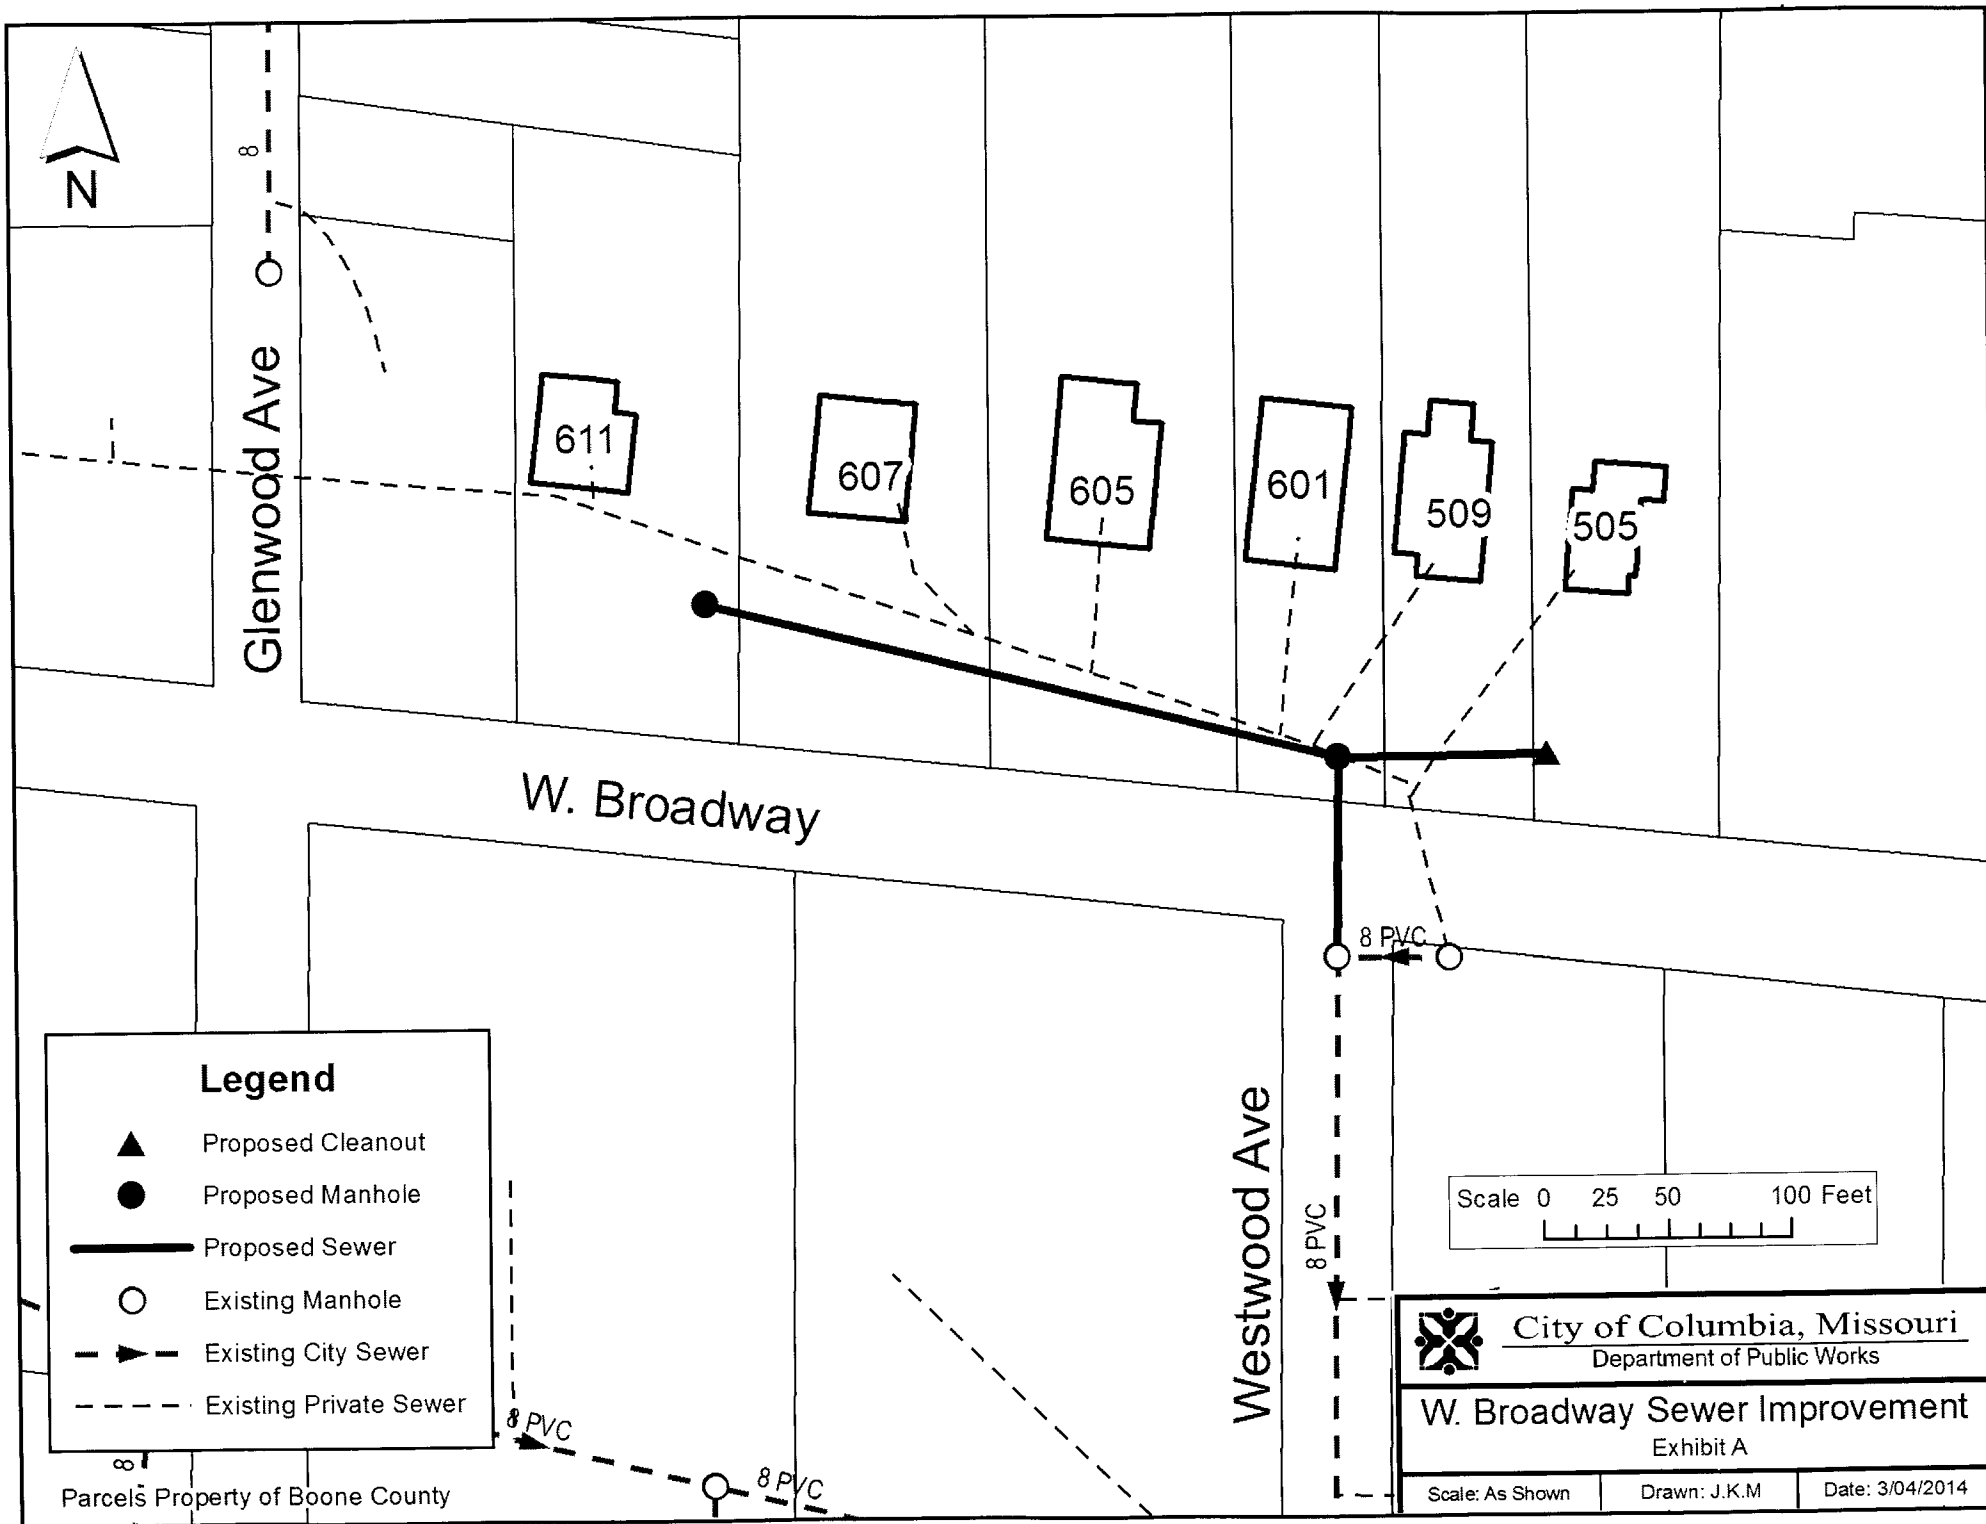 N
8
Glenwood Ave
611
607
605
601
509
505
W. Broadway
8 PVC
Westwood Ave
8 PVC
Legend
Proposed Cleanout
Proposed Manhole
Proposed Sewer
Existing Manhole
Existing City Sewer
Existing Private Sewer
8 PVC
8 PVC
8
Parcels Property of Boone County
Scale 0 25 50 100 Feet
City of Columbia, Missouri
Department of Public Works
W. Broadway Sewer Improvement
Exhibit A
Scale: As Shown
Drawn: J.K.M
Date: 3/04/2014